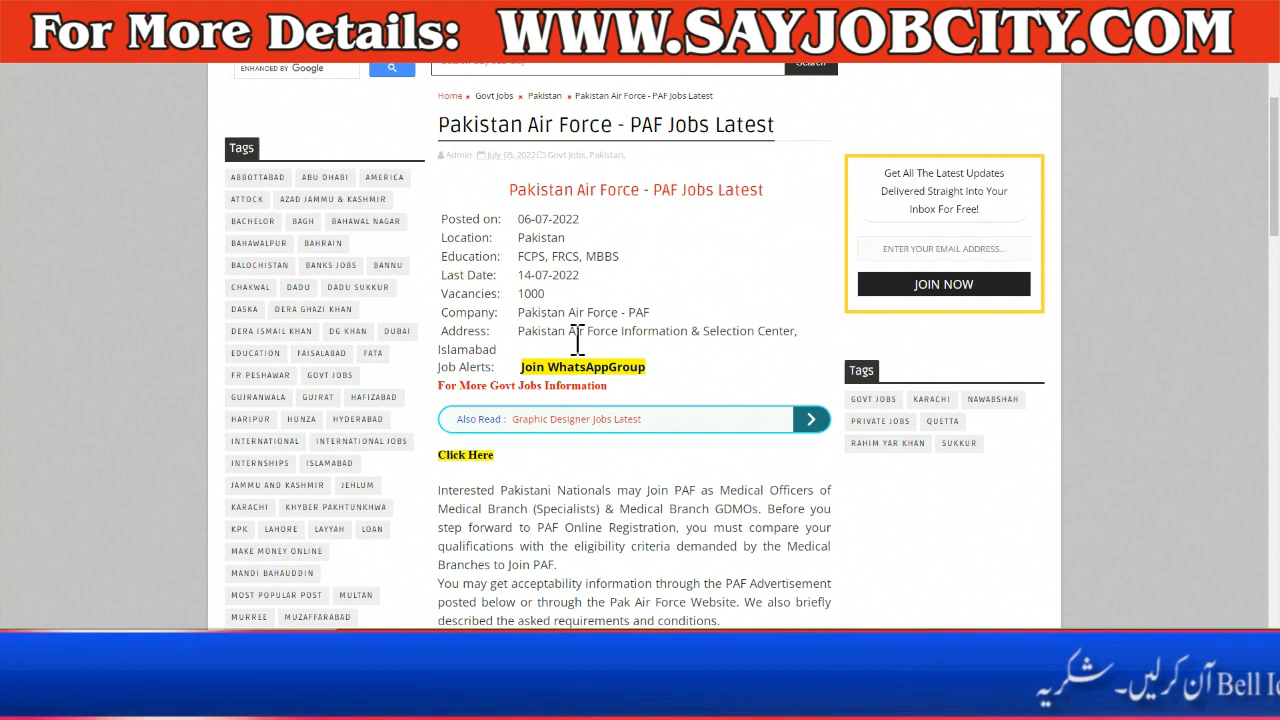 For More Details: WWW.SAYJOBCITY.COM
ENHANCED BY Google
Search
Home × Govt Jobs × Pakistan × Pakistan Air Force - PAF Jobs Latest
Pakistan Air Force - PAF Jobs Latest
Admin July 05, 2022 Govt Jobs, Pakistan,
Pakistan Air Force - PAF Jobs Latest
Posted on: 06-07-2022
Location: Pakistan
Education: FCPS, FRCS, MBBS
Last Date: 14-07-2022
Vacancies: 1000
Company: Pakistan Air Force - PAF
Address: Pakistan Air Force Information & Selection Center,
Islamabad
Job Alerts: Join WhatsAppGroup
For More Govt Jobs Information
Also Read : Graphic Designer Jobs Latest
Click Here
Interested Pakistani Nationals may Join PAF as Medical Officers of
Medical Branch (Specialists) & Medical Branch GDMOs. Before you
step forward to PAF Online Registration, you must compare your
qualifications with the eligibility criteria demanded by the Medical
Branches to Join PAF.
You may get acceptability information through the PAF Advertisement
posted below or through the Pak Air Force Website. We also briefly
described the asked requirements and conditions.
Tags
ABBOTTABAD ABU DHABI AMERICA
ATTOCK AZAD JAMMU & KASHMIR
BACHELOR BAGH BAHAWAL NAGAR
BAHAWALPUR BAHRAIN
BALOCHISTAN BANKS JOBS BANNU
CHAKWAL DADU DADU SUKKUR
DASKA DERA GHAZI KHAN
DERA ISMAIL KHAN DG KHAN DUBAI
EDUCATION FAISALABAD FATA
FR PESHAWAR GOVT JOBS
GUJRANWALA GUJRAT HAFIZABAD
HARIPUR HUNZA HYDERABAD
INTERNATIONAL INTERNATIONAL JOBS
INTERNSHIPS ISLAMABAD
JAMMU AND KASHMIR JEHLUM
KARACHI KHYBER PAKHTUNKHWA
KPK LAHORE LAYYAH LOAN
MAKE MONEY ONLINE
MANDI BAHAUDDIN
MOST POPULAR POST MULTAN
MURREE MUZAFFARABAD
Get All The Latest Updates
Delivered Straight Into Your
Inbox For Free!
ENTER YOUR EMAIL ADDRESS...
JOIN NOW
Tags
GOVT JOBS KARACHI NAWABSHAH
PRIVATE JOBS QUETTA
RAHIM YAR KHAN SUKKUR
Bell آن کرلیں۔ شکریہ